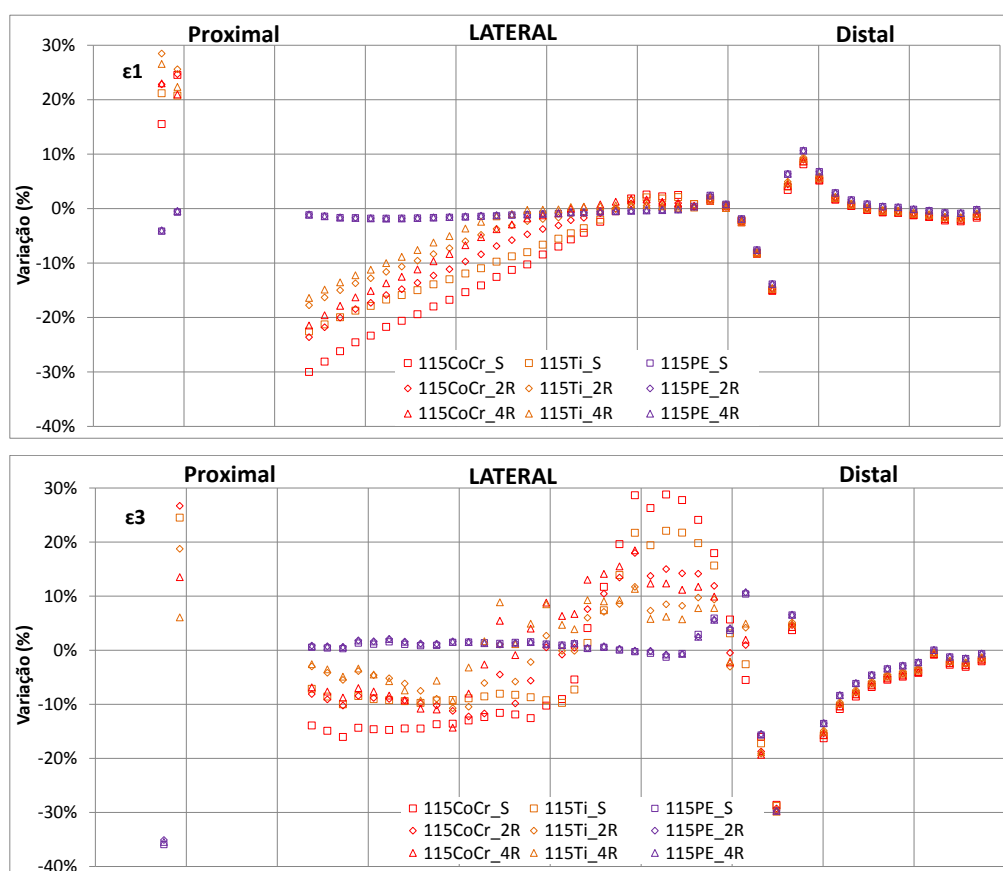 Proximal LATERAL Distal
ε1
Variação (%)
30%
20%
10%
0%
-10%
-20%
-30%
-40%
115CoCr_S 115Ti_S 115PE_S
115CoCr_2R 115Ti_2R 115PE_2R
115CoCr_4R 115Ti_4R 115PE_4R
Proximal LATERAL Distal
ε3
Variação (%)
30%
20%
10%
0%
-10%
-20%
-30%
-40%
115CoCr_S 115Ti_S 115PE_S
115CoCr_2R 115Ti_2R 115PE_2R
115CoCr_4R 115Ti_4R 115PE_4R